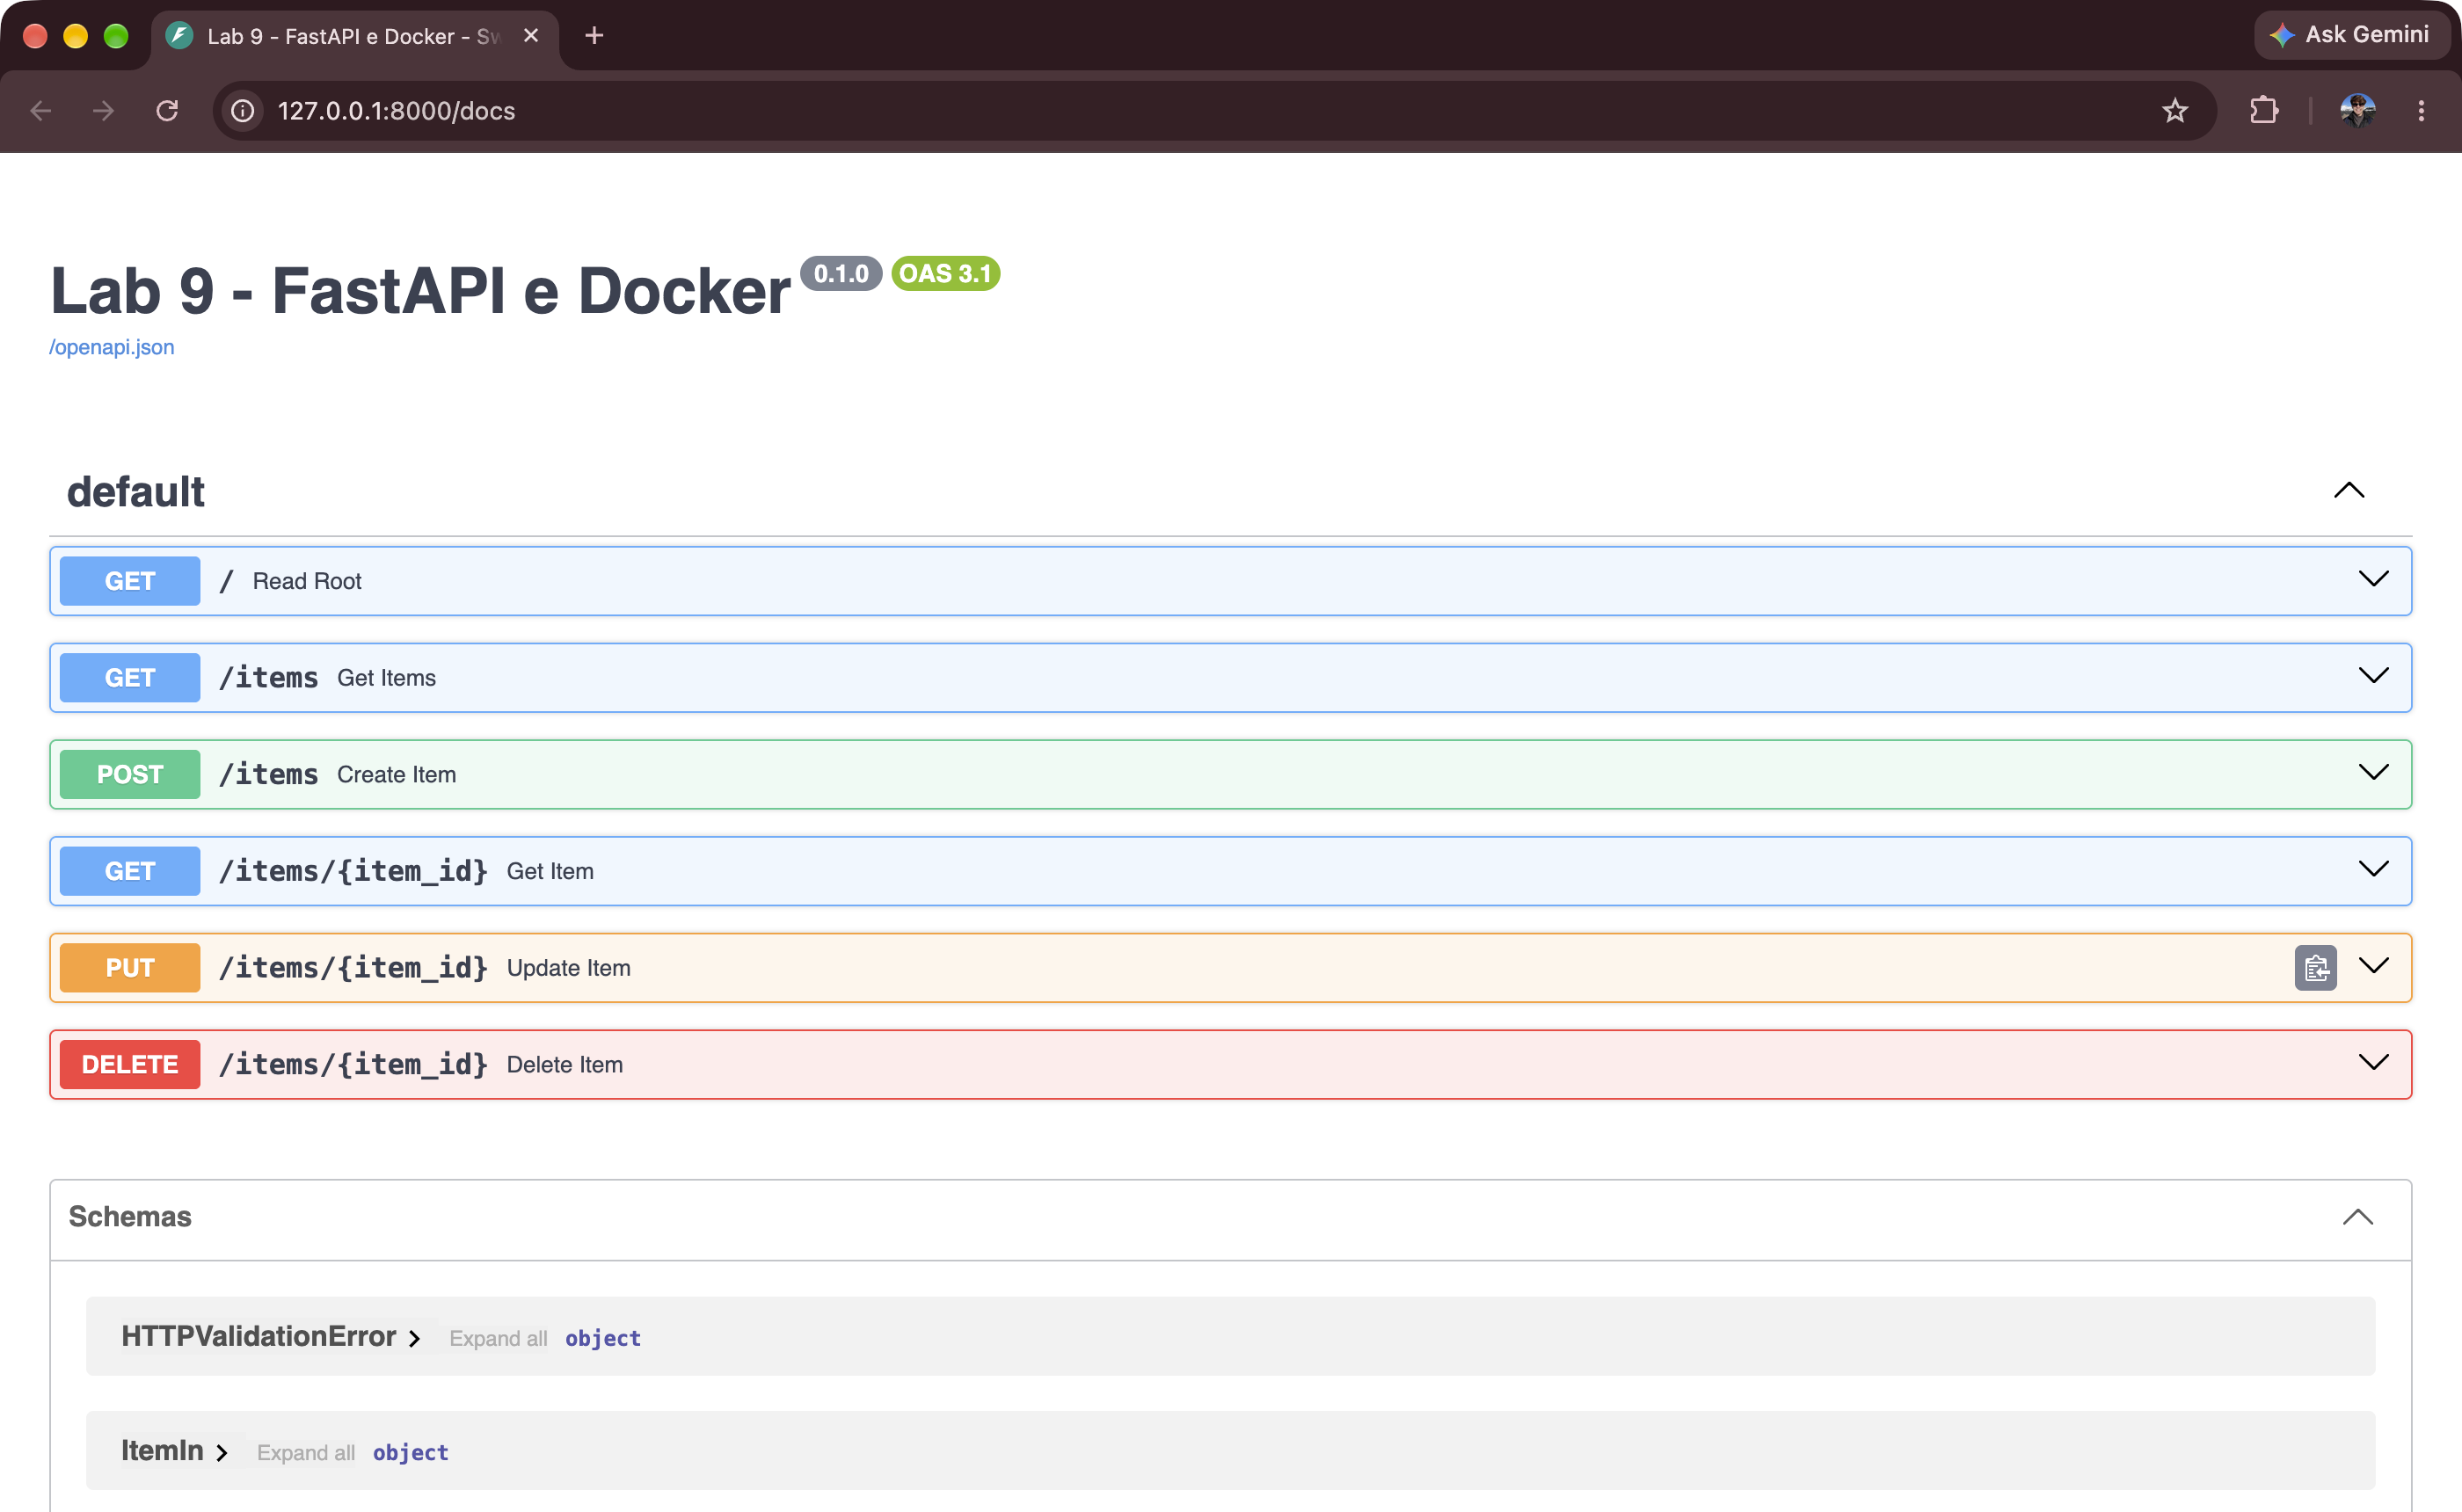 Lab 9 - FastAPI e Docker - Sw
Ask Gemini
127.0.0.1:8000/docs
Lab 9 - FastAPI e Docker 0.1.0 OAS 3.1
/openapi.json
default
GET / Read Root
GET /items Get Items
POST /items Create Item
GET /items/{item_id} Get Item
PUT /items/{item_id} Update Item
DELETE /items/{item_id} Delete Item
Schemas
HTTPValidationError Expand all object
ItemIn Expand all object